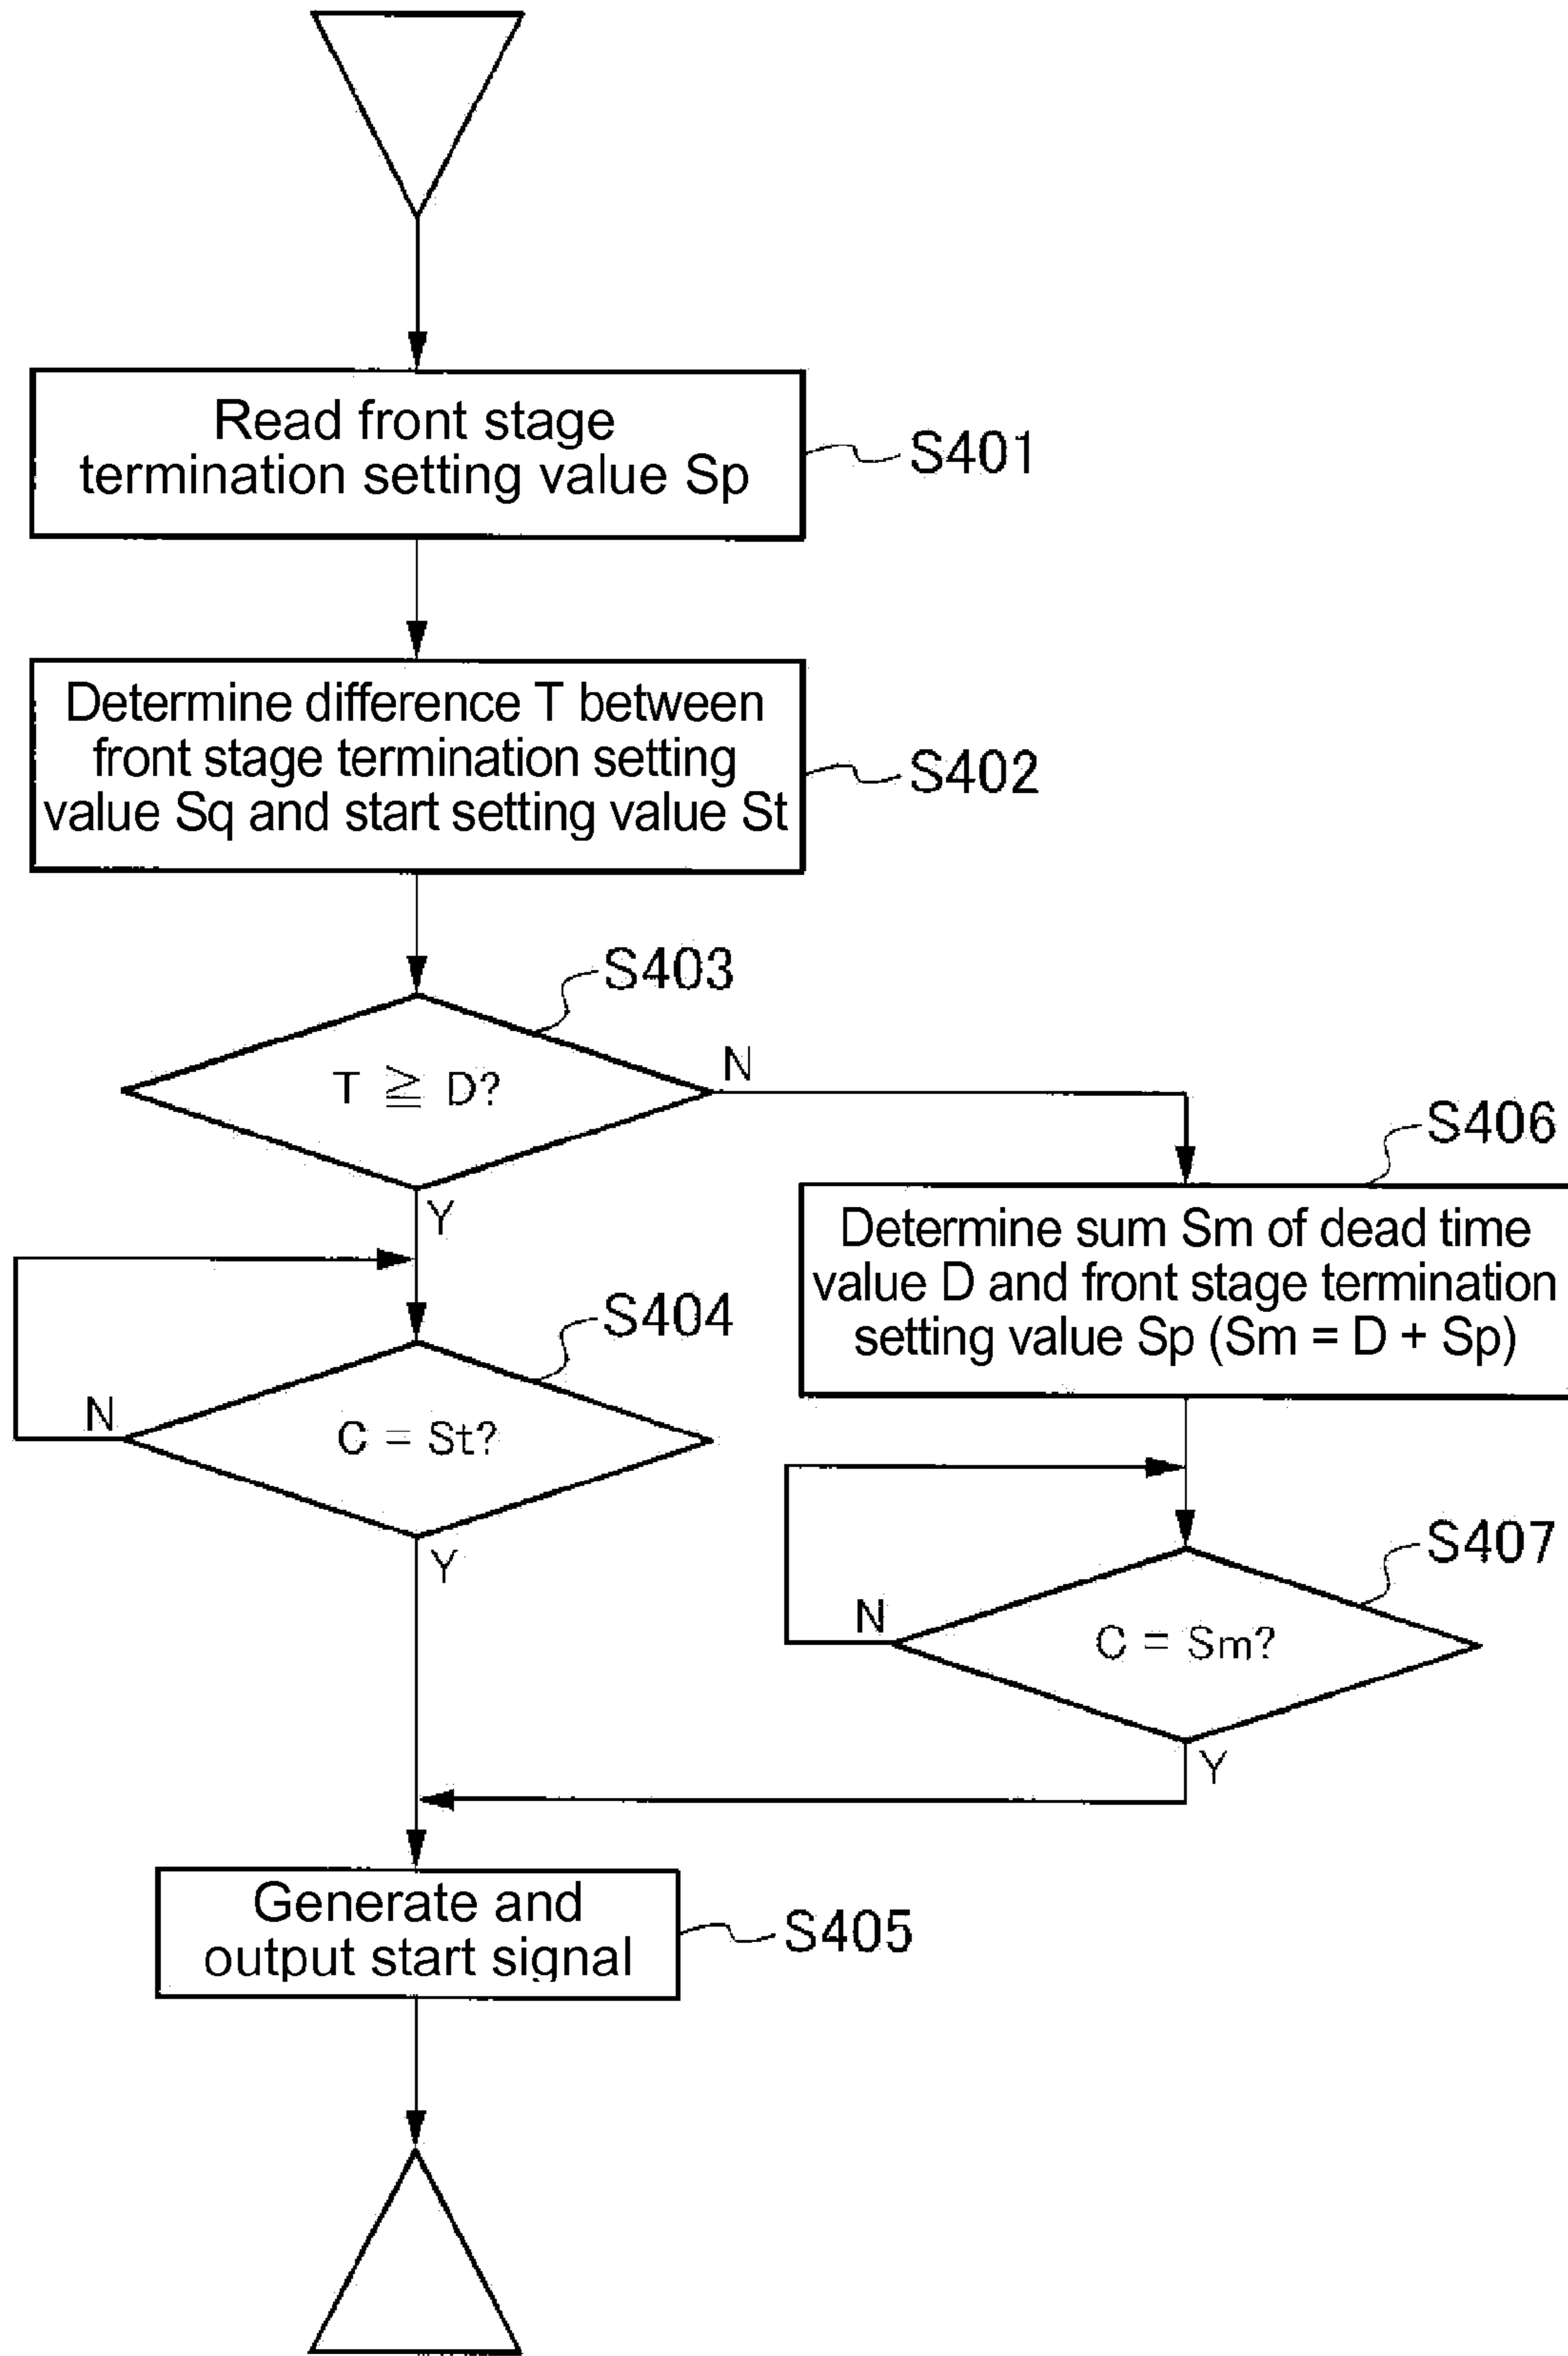 Read front stage
termination setting value Sp
S401
Determine difference T between
front stage termination setting
value Sq and start setting value St
S402
S403
T ≧ D?
N
Y
S406
Determine sum Sm of dead time
value D and front stage termination
setting value Sp (Sm = D + Sp)
S404
C = St?
N
Y
S407
C = Sm?
N
Y
Generate and
output start signal
S405